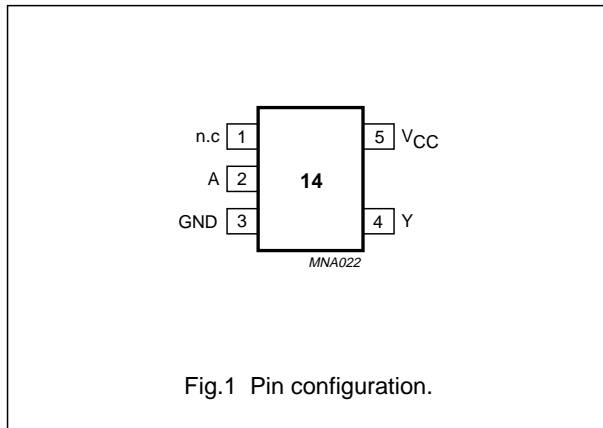 n.c 1 5 VCC
A 2 14
GND 3 4 Y
MNA022
Fig.1 Pin configuration.